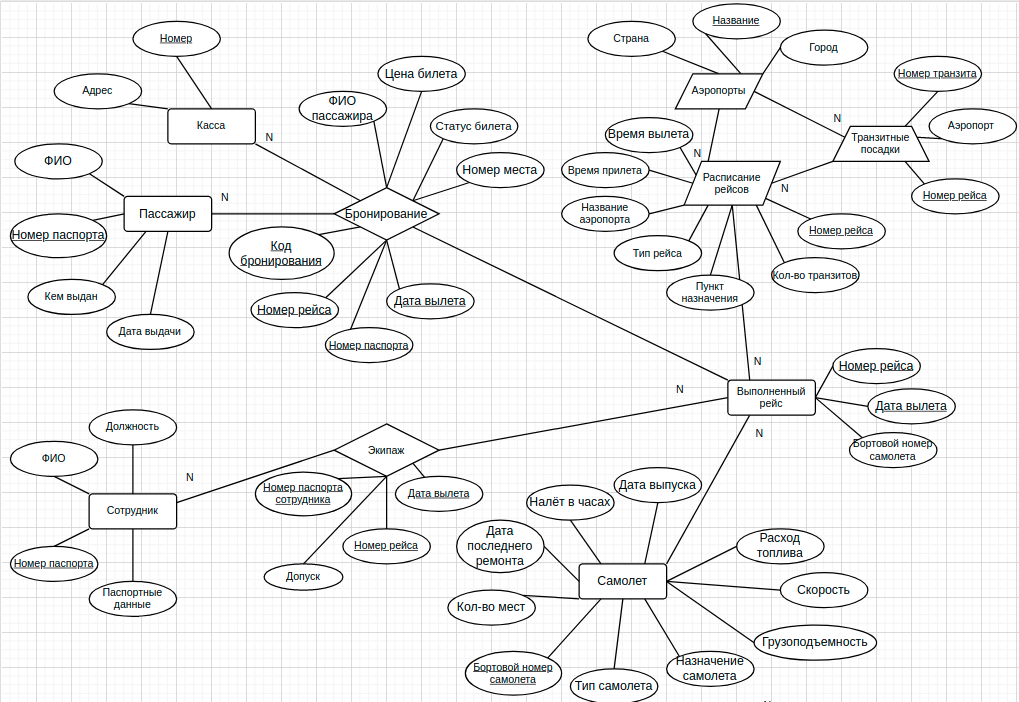 Номер
Адрес
Касса
N
ФИО
Пассажир
N
Номер паспорта
Кем выдан
Дата выдачи
Цена билета
ФИО
пассажира
Статус билета
Номер места
Бронирование
Код
бронирования
Номер рейса
Дата вылета
Номер паспорта
Название
Страна
Город
Аэропорты
Номер транзита
N
Аэропорт
Транзитные
посадки
Номер рейса
Время вылета
N
Время прилета
Расписание
рейсов
N
Название
аэропорта
Номер рейса
Тип рейса
Кол-во транзитов
Пункт
назначения
N
Номер рейса
N
Выполненный
рейс
Дата вылета
N
Бортовой номер
самолета
Должность
ФИО
N
Сотрудник
Номер паспорта
Паспортные
данные
Экипаж
Номер паспорта
сотрудника
Дата вылета
Номер рейса
Допуск
Дата выпуска
Налёт в часах
Дата
последнего
ремонта
Расход
топлива
Самолет
Скорость
Кол-во мест
Грузоподъемность
Бортовой номер
самолета
Тип самолета
Назначение
самолета